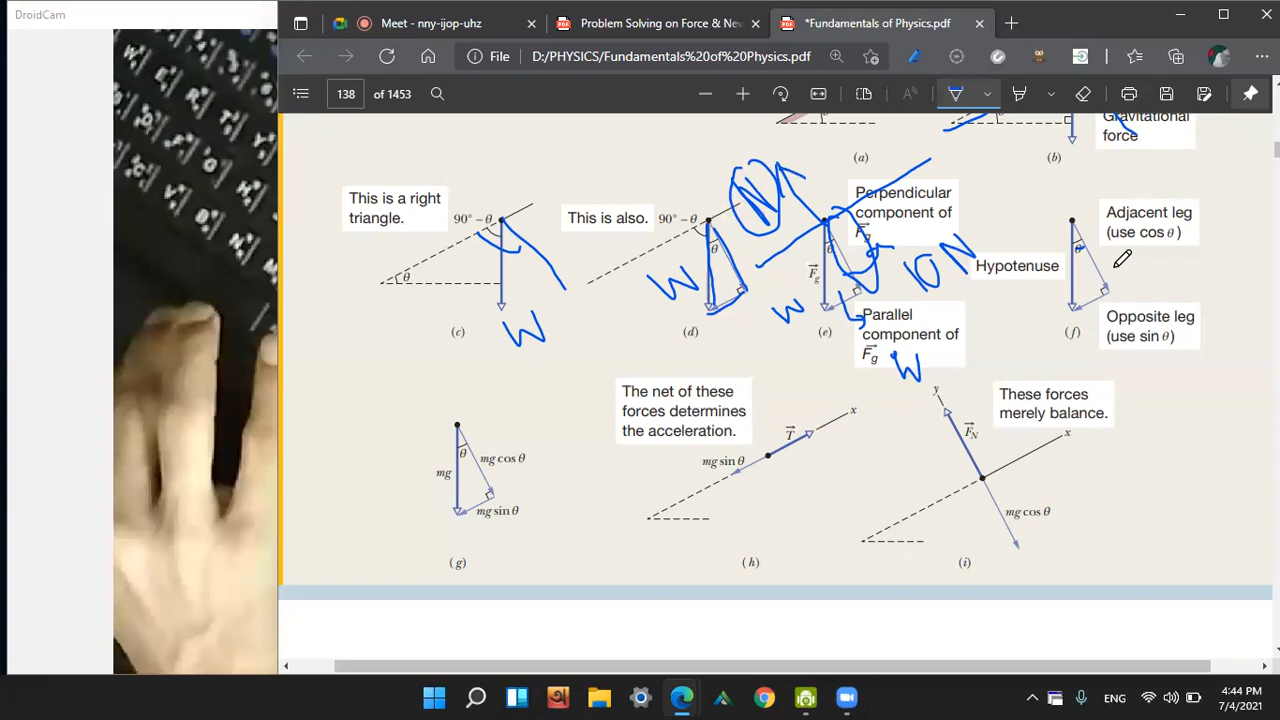 DroidCam
Meet - nny-ijop-uhz
Problem Solving on Force & Ne
*Fundamentals of Physics.pdf
File
D:/PHYSICS/Fundamentals%20of%20Physics.pdf
138 of 1453
Gravitational
force
(a)
(b)
This is a right
triangle.
90° – θ
θ
W
(c)
This is also.
90° – θ
θ
W
(d)
N
Perpendicular
component of
F⃗g
θ
F⃗g
W
10 N
(e)
Parallel
component of
F⃗g
W
Hypotenuse
θ
Adjacent leg
(use cos θ )
Opposite leg
(use sin θ )
(f)
θ
mg
mg cos θ
mg sin θ
(g)
The net of these
forces determines
the acceleration.
x
T⃗
mg sin θ
(h)
These forces
merely balance.
y
F⃗N
x
mg cos θ
(i)
ENG
4:44 PM
7/4/2021